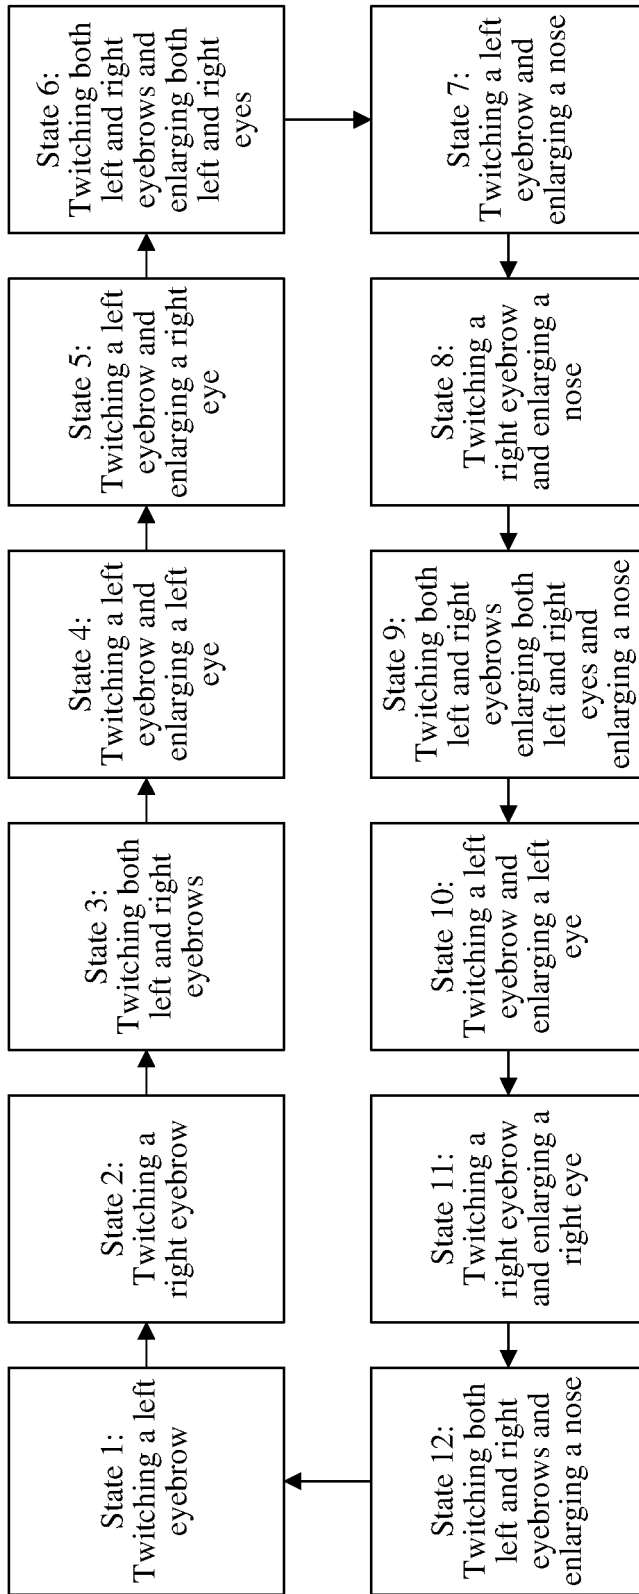 State 1:
Twitching a left
eyebrow
State 2:
Twitching a
right eyebrow
State 3:
Twitching both
left and right
eyebrows
State 4:
Twitching a left
eyebrow and
enlarging a left
eye
State 5:
Twitching a left
eyebrow and
enlarging a right
eye
State 6:
Twitching both
left and right
eyebrows and
enlarging both
left and right
eyes
State 7:
Twitching a left
eyebrow and
enlarging a nose
State 8:
Twitching a
right eyebrow
and enlarging a
nose
State 9:
Twitching both
left and right
eyebrows
enlarging both
left and right
eyes and
enlarging a nose
State 10:
Twitching a left
eyebrow and
enlarging a left
eye
State 11:
Twitching a
right eyebrow
and enlarging a
right eye
State 12:
Twitching both
left and right
eyebrows and
enlarging a nose